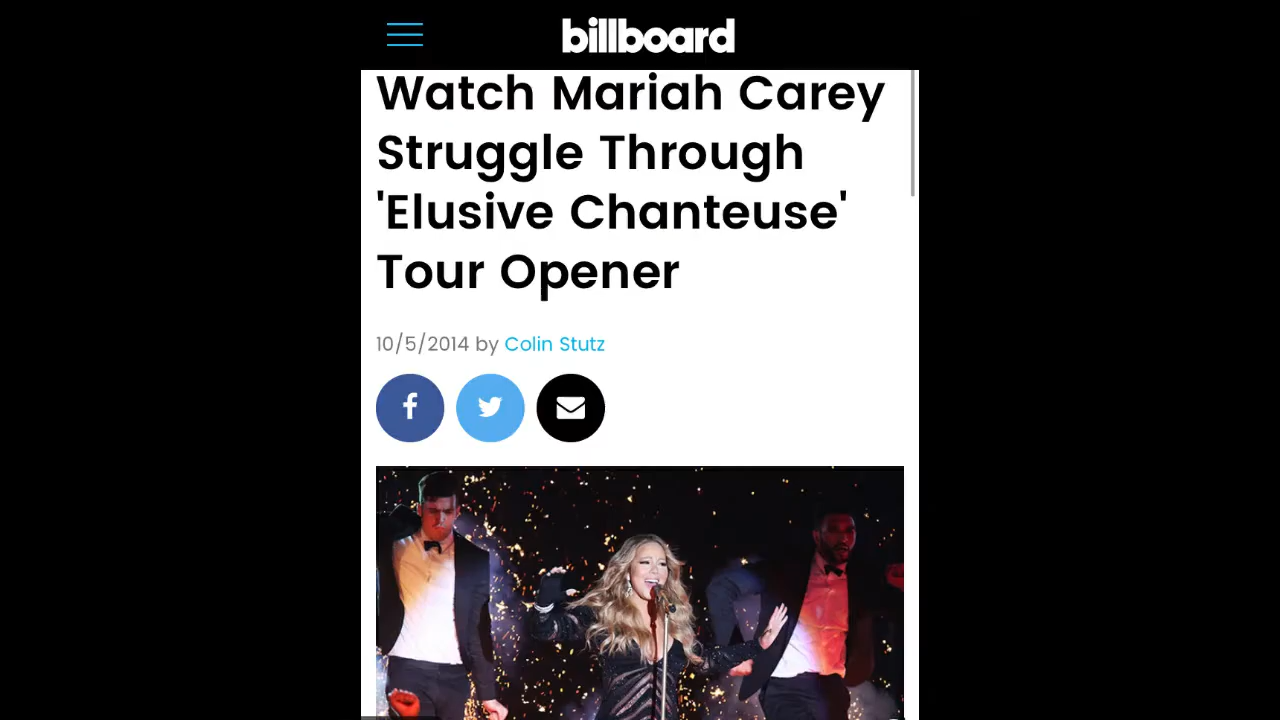 billboard
Watch Mariah Carey
Struggle Through
'Elusive Chanteuse'
Tour Opener
10/5/2014 by Colin Stutz